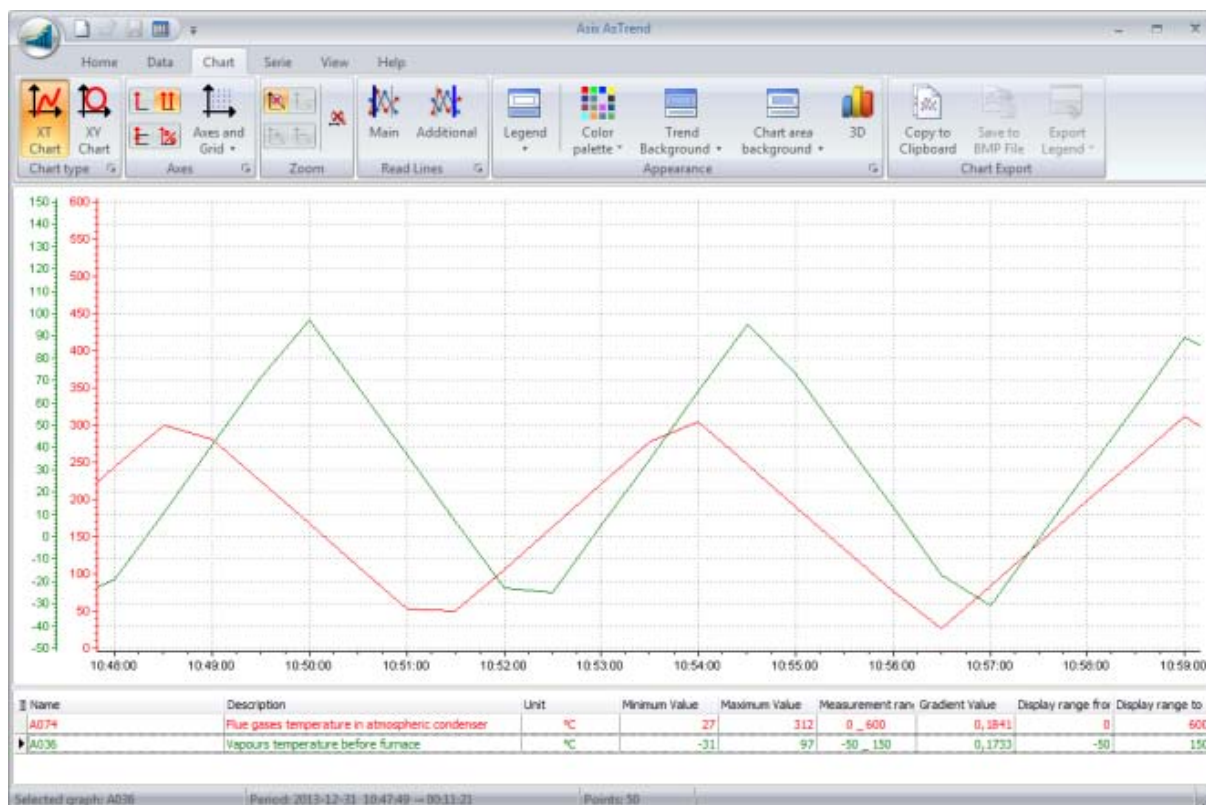 Asix AsTrend
Home Data Chart Serie View Help
XT Chart XY Chart Axes and Grid Main Additional Legend Color palette Trend Background Chart area background 3D Copy to Clipboard Save to BMP File Export Legend
Chart type Axes Zoom Read Lines Appearance Chart Export
150 600
140
130 550
120
110 500
100 450
90
80 400
70
60 350
50 300
40
30 250
20
10 200
0 150
-10
-20 100
-30 50
-40
-50 0
10:48:00 10:49:00 10:50:00 10:51:00 10:52:00 10:53:00 10:54:00 10:55:00 10:56:00 10:57:00 10:58:00 10:59:00
Name Description Unit Minimum Value Maximum Value Measurement ran Gradient Value Display range fro Display range to
A074 Flue gases temperature in atmospheric condenser °C 27 312 0 _ 600 0,1841 0 600
A036 Vapours temperature before furnace °C -31 97 -50 _ 150 0,1733 -50 150
Selected graph: A036 Period: 2013-12-31 10:47:49 → 00:11:21 Points: 50